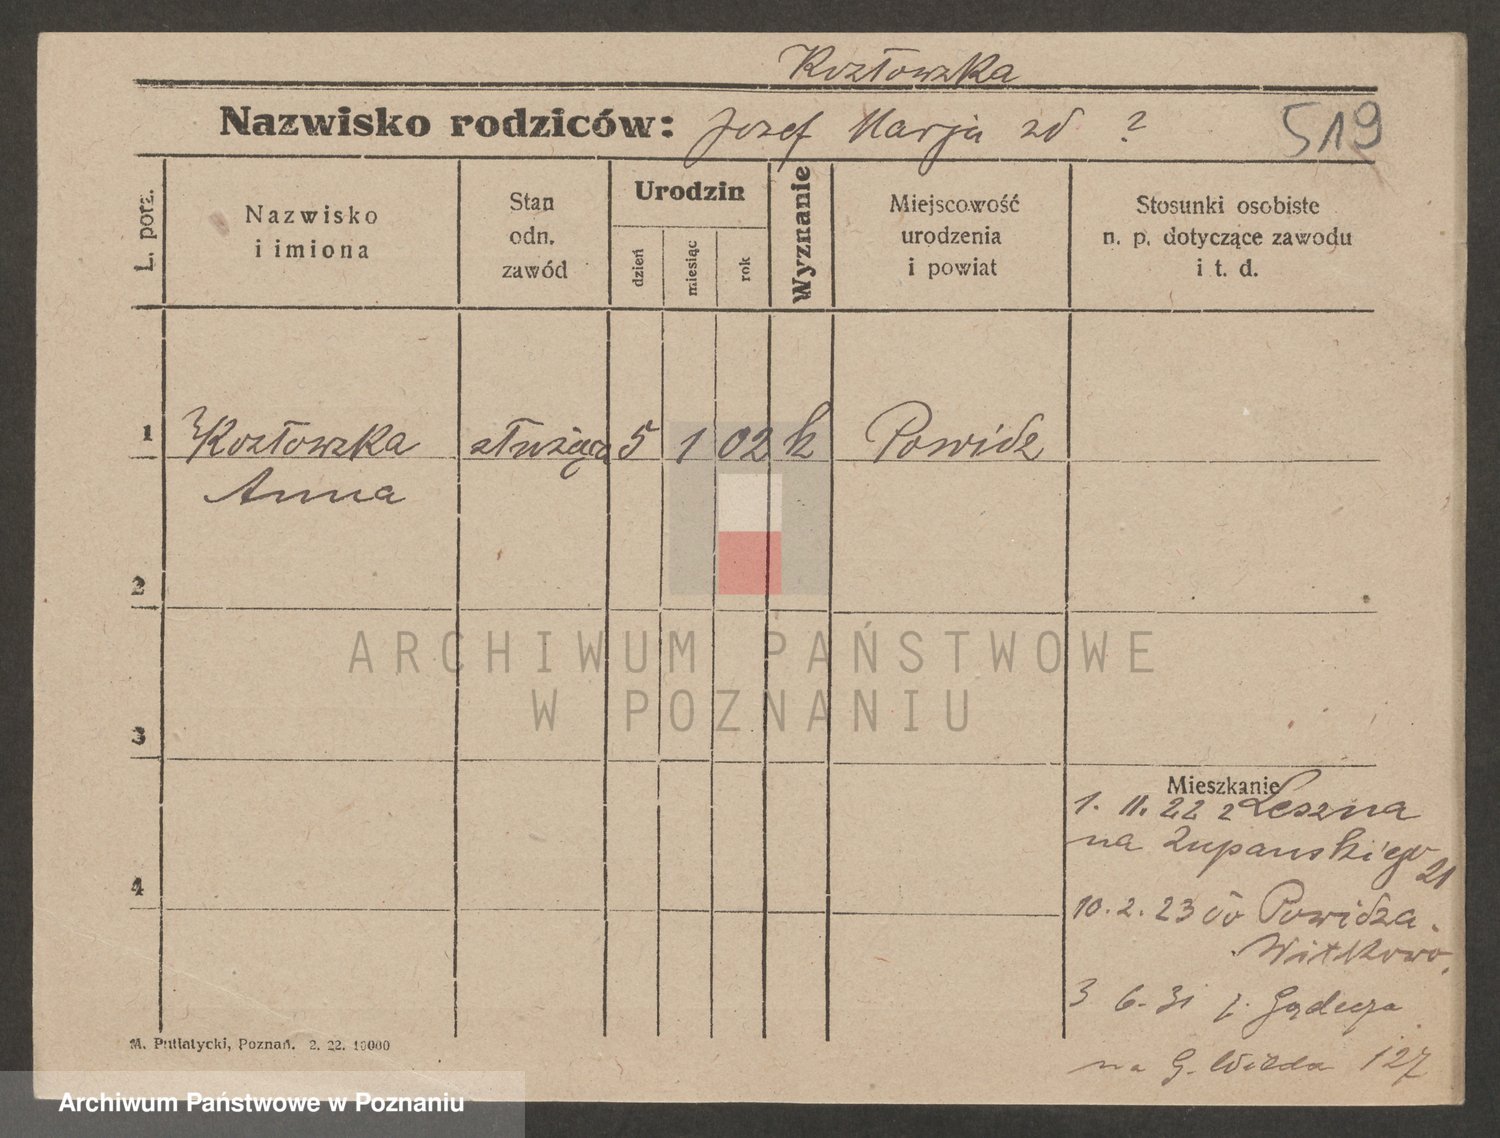 Kozłowska
Nazwisko rodziców: Józef Marja zd ?
519
L. porz.
Nazwisko
i imiona
Stan
odn.
zawód
Urodzin
dzień
miesiąc
rok
Wyznanie
Miejscowość
urodzenia
i powiat
Stosunki osobiste
n. p. dotyczące zawodu
i t. d.
1 Kozłowska służąca 5 1 02 k Powidz
Anna
2
3
4
Mieszkanie
1. 11. 22 z Leszna
na Żupańskiego 21
10. 2. 23 do Powidza.
Witkowo.
3 6. 31 z
na G. Wilda 127
M. Putiatycki, Poznań. 2. 22. 10000
ARCHIWUM PAŃSTWOWE
W POZNANIU
Archiwum Państwowe w Poznaniu